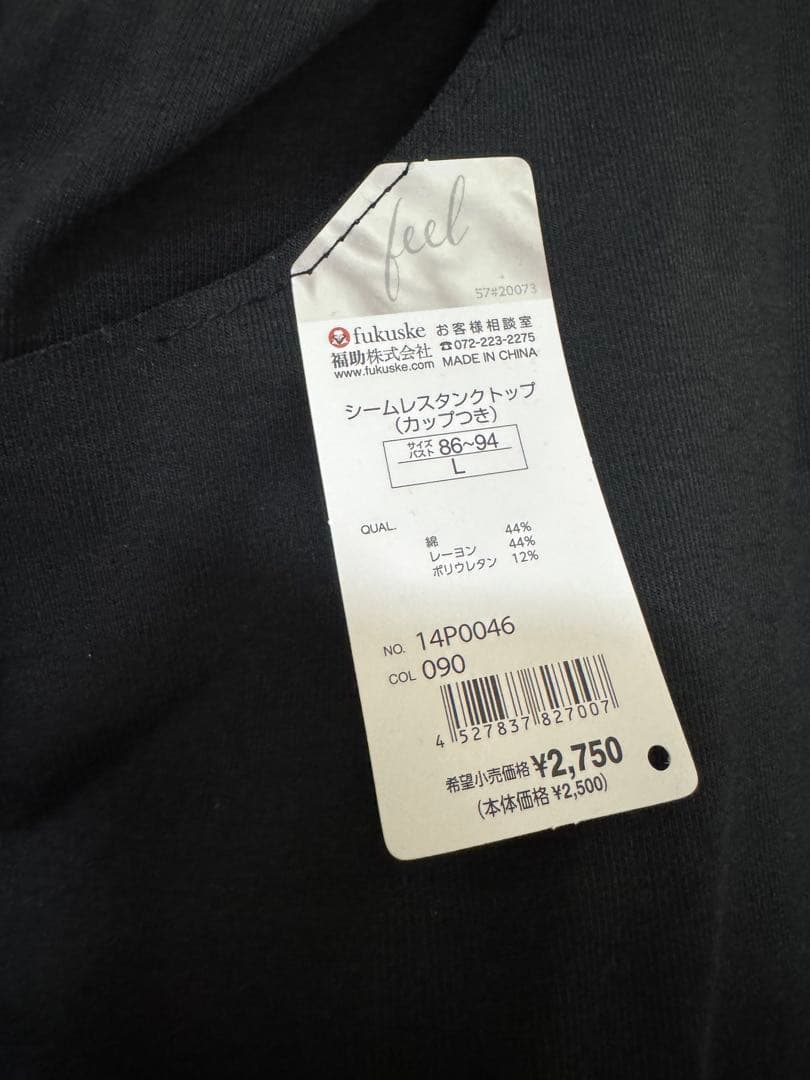 feel
57#20073
fukuske お客様相談室
福助株式会社 ☎072-223-2275
www.fukuske.com MADE IN CHINA
シームレスタンクトップ
(カップつき)
サイズ
バスト 86~94
L
QUAL.
綿 44%
レーヨン 44%
ポリウレタン 12%
NO. 14P0046
COL 090
4 527837 827007
希望小売価格 ¥2,750
(本体価格 ¥2,500)